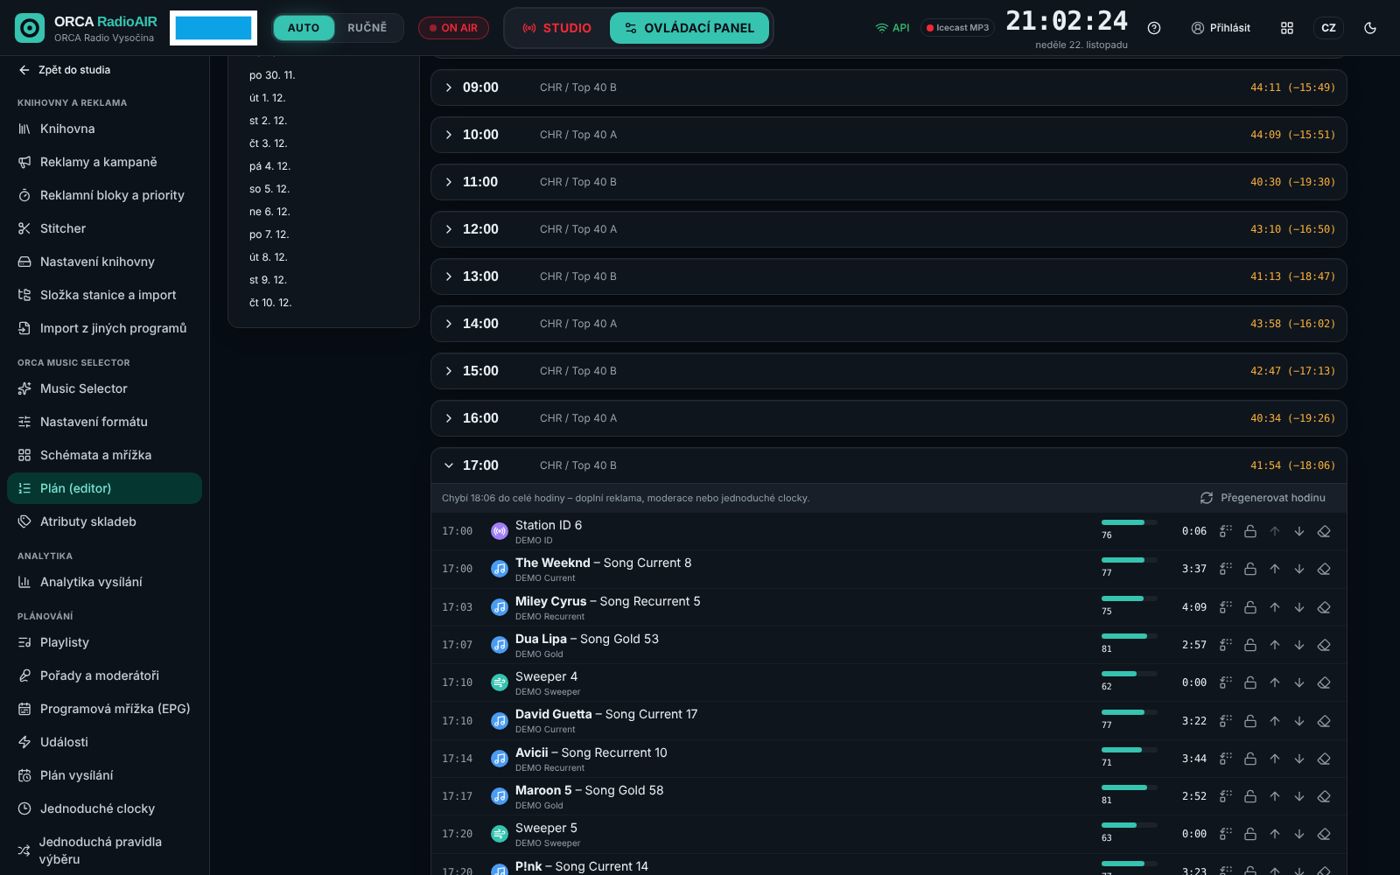 ORCA RadioAIR
ORCA Radio Vysočina
AUTO
RUČNĚ
ON AIR
STUDIO
OVLÁDACÍ PANEL
API
Icecast MP3
21:02:24
neděle 22. listopadu
Přihlásit
CZ
Zpět do studia
KNIHOVNY A REKLAMA
Knihovna
Reklamy a kampaně
Reklamní bloky a priority
Stitcher
Nastavení knihovny
Složka stanice a import
Import z jiných programů
ORCA MUSIC SELECTOR
Music Selector
Nastavení formátu
Schémata a mřížka
Plán (editor)
Atributy skladeb
ANALYTIKA
Analytika vysílání
PLÁNOVÁNÍ
Playlisty
Pořady a moderátoři
Programová mřížka (EPG)
Události
Plán vysílání
Jednoduché clocky
Jednoduchá pravidla
výběru
po 30. 11.
út 1. 12.
st 2. 12.
čt 3. 12.
pá 4. 12.
so 5. 12.
ne 6. 12.
po 7. 12.
út 8. 12.
st 9. 12.
čt 10. 12.
09:00 CHR / Top 40 B 44:11 (−15:49)
10:00 CHR / Top 40 A 44:09 (−15:51)
11:00 CHR / Top 40 B 40:30 (−19:30)
12:00 CHR / Top 40 A 43:10 (−16:50)
13:00 CHR / Top 40 B 41:13 (−18:47)
14:00 CHR / Top 40 A 43:58 (−16:02)
15:00 CHR / Top 40 B 42:47 (−17:13)
16:00 CHR / Top 40 A 40:34 (−19:26)
17:00 CHR / Top 40 B 41:54 (−18:06)
Chybí 18:06 do celé hodiny – doplní reklama, moderace nebo jednoduché clocky.
Přegenerovat hodinu
17:00 Station ID 6 76 0:06
DEMO ID
17:00 The Weeknd – Song Current 8 77 3:37
DEMO Current
17:03 Miley Cyrus – Song Recurrent 5 75 4:09
DEMO Recurrent
17:07 Dua Lipa – Song Gold 53 81 2:57
DEMO Gold
17:10 Sweeper 4 62 0:00
DEMO Sweeper
17:10 David Guetta – Song Current 17 77 3:22
DEMO Current
17:14 Avicii – Song Recurrent 10 71 3:44
DEMO Recurrent
17:17 Maroon 5 – Song Gold 58 81 2:52
DEMO Gold
17:20 Sweeper 5 63 0:00
DEMO Sweeper
17:20 P!nk – Song Current 14 3:23